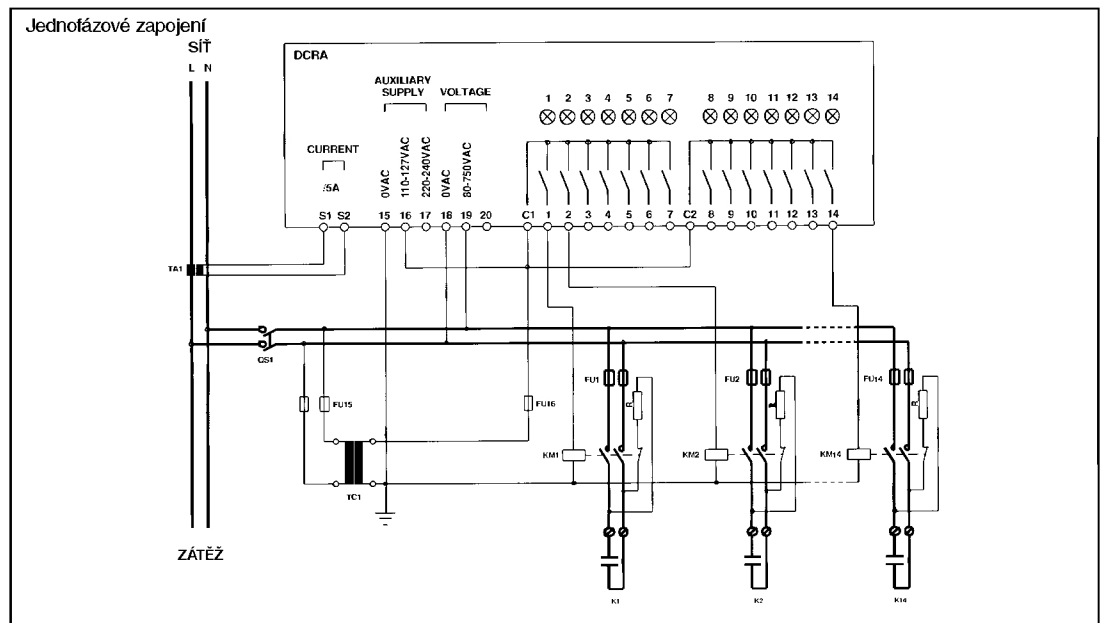 Jednofázové zapojení
SÍŤ
L N
DCRA
AUXILIARY
SUPPLY VOLTAGE
CURRENT
/5A
0VAC
110-127VAC
220-240VAC
0VAC
80-750VAC
1 2 3 4 5 6 7
8 9 10 11 12 13 14
S1 S2 15 16 17 18 19 20 C1 1 2 3 4 5 6 7 C2 8 9 10 11 12 13 14
TA1
QS1
FU15
FU16
FU1
FU2
FU14
R
R
R
KM1
KM2
KM14
TC1
ZÁTĚŽ
K1
K2
K14